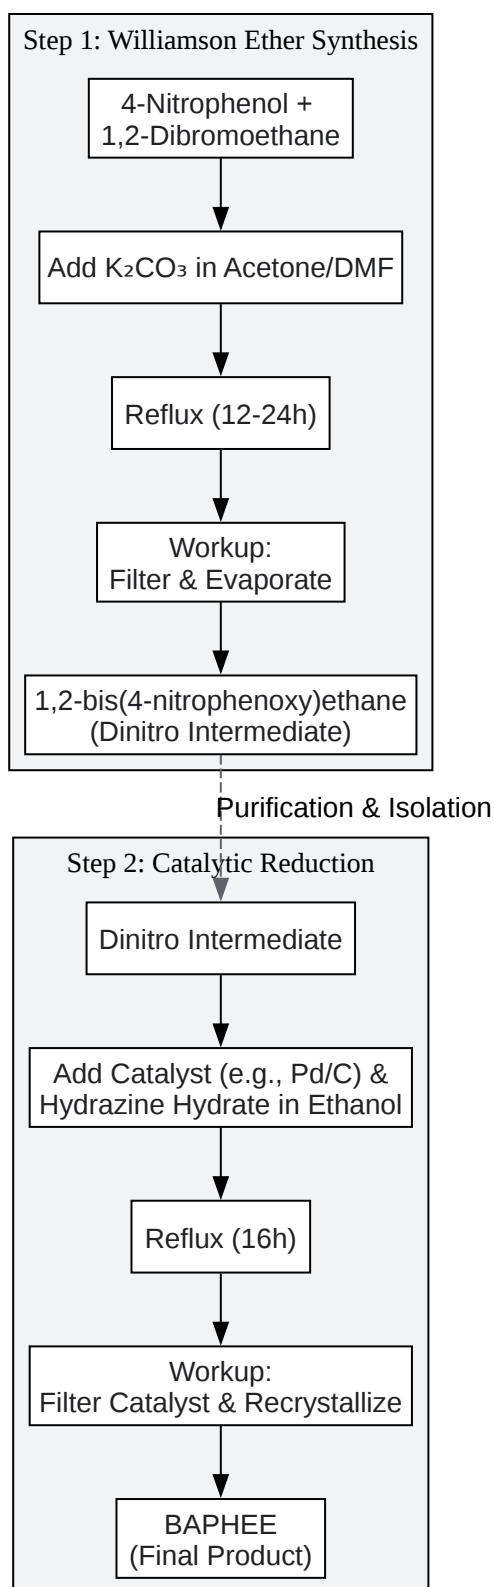 Step 1: Williamson Ether Synthesis
4-Nitrophenol +
1,2-Dibromoethane
Add K₂CO₃ in Acetone/DMF
Reflux (12-24h)
Workup:
Filter & Evaporate
1,2-bis(4-nitrophenoxy)ethane
(Dinitro Intermediate)
Purification & Isolation
Step 2: Catalytic Reduction
Dinitro Intermediate
Add Catalyst (e.g., Pd/C) &
Hydrazine Hydrate in Ethanol
Reflux (16h)
Workup:
Filter Catalyst & Recrystallize
BAPHEE
(Final Product)